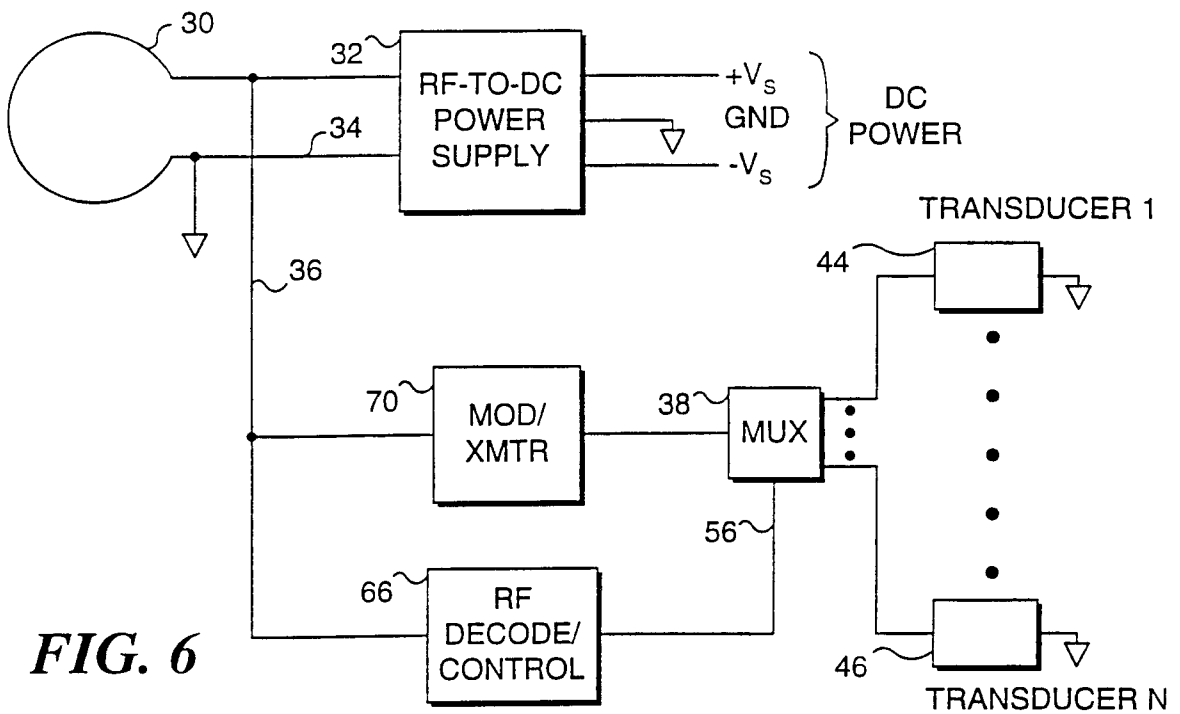 30
32
RF-TO-DC
POWER
SUPPLY
+VS
GND
-VS
DC
POWER
34
36
TRANSDUCER 1
44
70
MOD/
XMTR
38
MUX
56
66
RF
DECODE/
CONTROL
46
TRANSDUCER N
FIG. 6